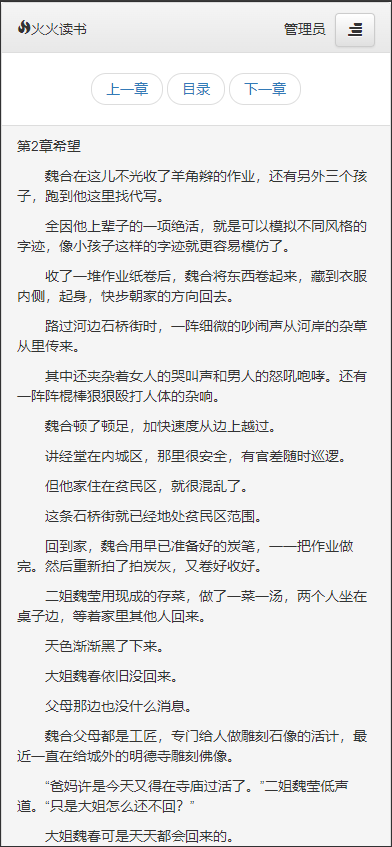 火火读书
管理员
上一章
目录
下一章
第2章希望
魏合在这儿不光收了羊角辫的作业，还有另外三个孩
子，跑到他这里找代写。
全因他上辈子的一项绝活，就是可以模拟不同风格的
字迹，像小孩子这样的字迹就更容易模仿了。
收了一堆作业纸卷后，魏合将东西卷起来，藏到衣服
内侧，起身，快步朝家的方向回去。
路过河边石桥街时，一阵细微的吵闹声从河岸的杂草
从里传来。
其中还夹杂着女人的哭叫声和男人的怒吼咆哮。还有
一阵阵棍棒狠狠殴打人体的杂响。
魏合顿了顿足，加快速度从边上越过。
讲经堂在内城区，那里很安全，有官差随时巡逻。
但他家住在贫民区，就很混乱了。
这条石桥街就已经地处贫民区范围。
回到家，魏合用早已准备好的炭笔，一一把作业做
完。然后重新拍了拍炭灰，又卷好收好。
二姐魏莹用现成的存菜，做了一菜一汤，两个人坐在
桌子边，等着家里其他人回来。
天色渐渐黑了下来。
大姐魏春依旧没回来。
父母那边也没什么消息。
魏合父母都是工匠，专门给人做雕刻石像的活计，最
近一直在给城外的明德寺雕刻佛像。
“爸妈许是今天又得在寺庙过活了。”二姐魏莹低声
道。“只是大姐怎么还不回？”
大姐魏春可是天天都会回来的。